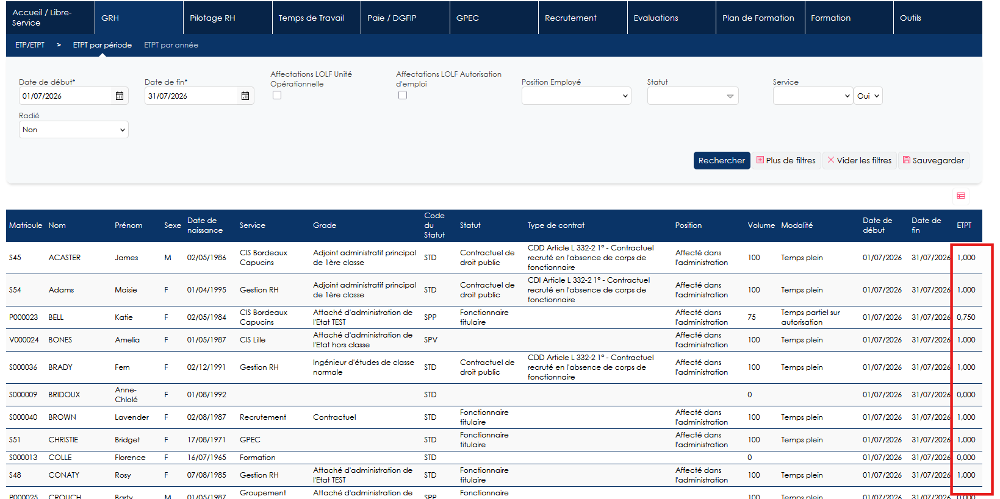 Accueil / Libre-Service GRH Pilotage RH Temps de Travail Paie / DGFIP GPEC Recrutement Evaluations Plan de Formation Formation Outils
ETP/ETPT > ETPT par période ETPT par année
Date de début* Date de fin* Affectations LOLF Unité Opérationnelle Affectations LOLF Autorisation d'emploi Position Employé Statut Service
01/07/2026 31/07/2026 Oui
Radié
Non
Rechercher Plus de filtres Vider les filtres Sauvegarder
Matricule Nom Prénom Sexe Date de naissance Service Grade Code du Statut Statut Type de contrat Position Volume Modalité Date de début Date de fin ETPT
S45 ACASTER James M 02/05/1986 CIS Bordeaux Capucins Adjoint administratif principal de 1ère classe STD Contractuel de droit public CDD Article L 332-2 1° - Contractuel recruté en l'absence de corps de fonctionnaire Affecté dans l'administration 100 Temps plein 01/07/2026 31/07/2026 1,000
S54 Adams Maisie F 01/04/1995 Gestion RH Adjoint administratif principal de 1ère classe STD Contractuel de droit public CDI Article L 332-2 1° - Contractuel recruté en l'absence de corps de fonctionnaire Affecté dans l'administration 100 Temps plein 01/07/2026 31/07/2026 1,000
P000023 BELL Katie F 02/05/1984 CIS Bordeaux Capucins Attaché d'administration de l'Etat TEST SPP Fonctionnaire titulaire Affecté dans l'administration 75 Temps partiel sur autorisation 01/07/2026 31/07/2026 0,750
V000024 BONES Amelia F 01/05/1987 CIS Lille Attaché d'administration de l'Etat hors classe SPV Affecté dans l'administration 100 Temps plein 01/07/2026 31/07/2026 1,000
S000036 BRADY Fern F 02/12/1991 Gestion RH Ingénieur d'études de classe normale STD Contractuel de droit public CDD Article L 332-2 1° - Contractuel recruté en l'absence de corps de fonctionnaire Affecté dans l'administration 100 Temps plein 01/07/2026 31/07/2026 1,000
S000009 BRIDOUX Anne-Chlolé F 01/08/1992 STD 0 01/07/2026 31/07/2026 0,000
S000040 BROWN Lavender F 02/08/1987 Recrutement Contractuel STD Fonctionnaire titulaire Affecté dans l'administration 100 Temps plein 01/07/2026 31/07/2026 1,000
S51 CHRISTIE Bridget F 17/08/1971 GPEC STD Fonctionnaire titulaire Affecté dans l'administration 100 Temps plein 01/07/2026 31/07/2026 1,000
S000013 COLLE Florence F 16/07/1965 Formation STD 0 01/07/2026 31/07/2026 0,000
S48 CONATY Rosy F 07/08/1985 Gestion RH Attaché d'administration de l'Etat TEST STD Fonctionnaire titulaire Affecté dans l'administration 100 Temps plein 01/07/2026 31/07/2026 1,000
P000025 CROUCH Barty M 01/05/1987 Groupement Attaché d'administration de SPP Fonctionnaire Affecté dans 100 Temps plein 01/07/2026 31/07/2026 0,000